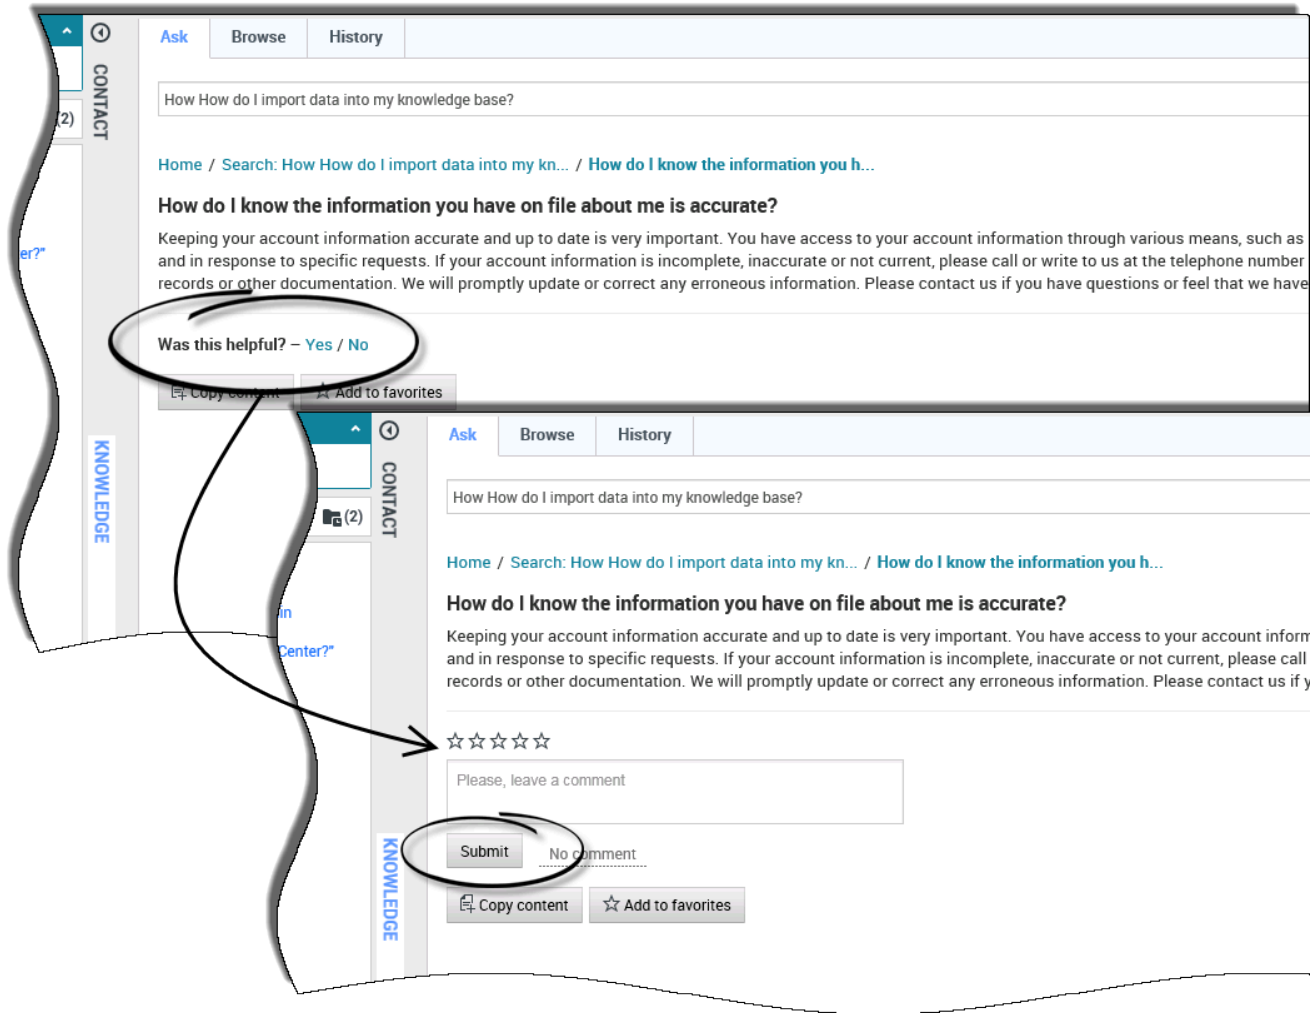 Ask Browse History
CONTACT
How How do I import data into my knowledge base?
(2)
Home / Search: How How do I import data into my kn... / How do I know the information you h...
How do I know the information you have on file about me is accurate?
Keeping your account information accurate and up to date is very important. You have access to your account information through various means, such as
er?"
and in response to specific requests. If your account information is incomplete, inaccurate or not current, please call or write to us at the telephone number
records or other documentation. We will promptly update or correct any erroneous information. Please contact us if you have questions or feel that we have
Was this helpful? – Yes / No
Copy content Add to favorites
KNOWLEDGE
Ask Browse History
CONTACT
How How do I import data into my knowledge base?
(2)
Home / Search: How How do I import data into my kn... / How do I know the information you h...
How do I know the information you have on file about me is accurate?
in
Keeping your account information accurate and up to date is very important. You have access to your account inform
Center?"
and in response to specific requests. If your account information is incomplete, inaccurate or not current, please call
records or other documentation. We will promptly update or correct any erroneous information. Please contact us if y
Please, leave a comment
Submit No comment
KNOWLEDGE
Copy content Add to favorites